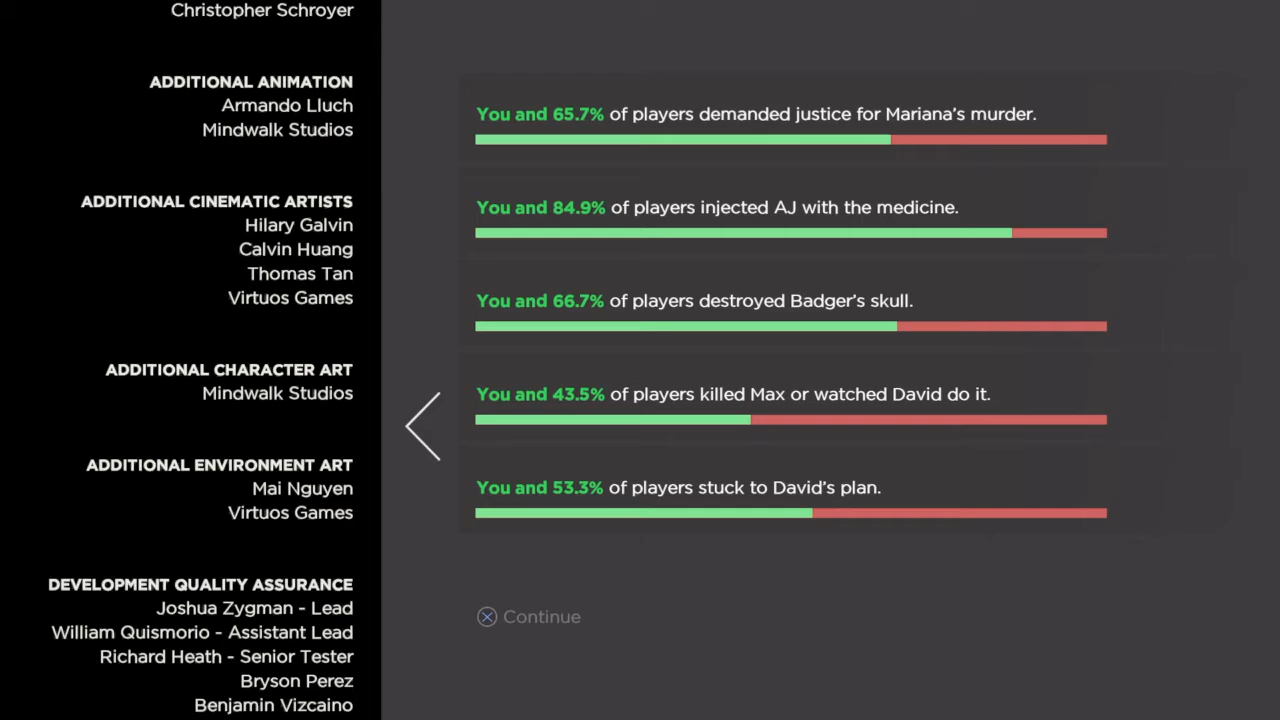 Christopher Schroyer
ADDITIONAL ANIMATION
Armando Lluch
Mindwalk Studios
ADDITIONAL CINEMATIC ARTISTS
Hilary Galvin
Calvin Huang
Thomas Tan
Virtuos Games
ADDITIONAL CHARACTER ART
Mindwalk Studios
ADDITIONAL ENVIRONMENT ART
Mai Nguyen
Virtuos Games
DEVELOPMENT QUALITY ASSURANCE
Joshua Zygman - Lead
William Quismorio - Assistant Lead
Richard Heath - Senior Tester
Bryson Perez
Benjamin Vizcaino
You and 65.7% of players demanded justice for Mariana's murder.
You and 84.9% of players injected AJ with the medicine.
You and 66.7% of players destroyed Badger's skull.
You and 43.5% of players killed Max or watched David do it.
You and 53.3% of players stuck to David's plan.
Continue